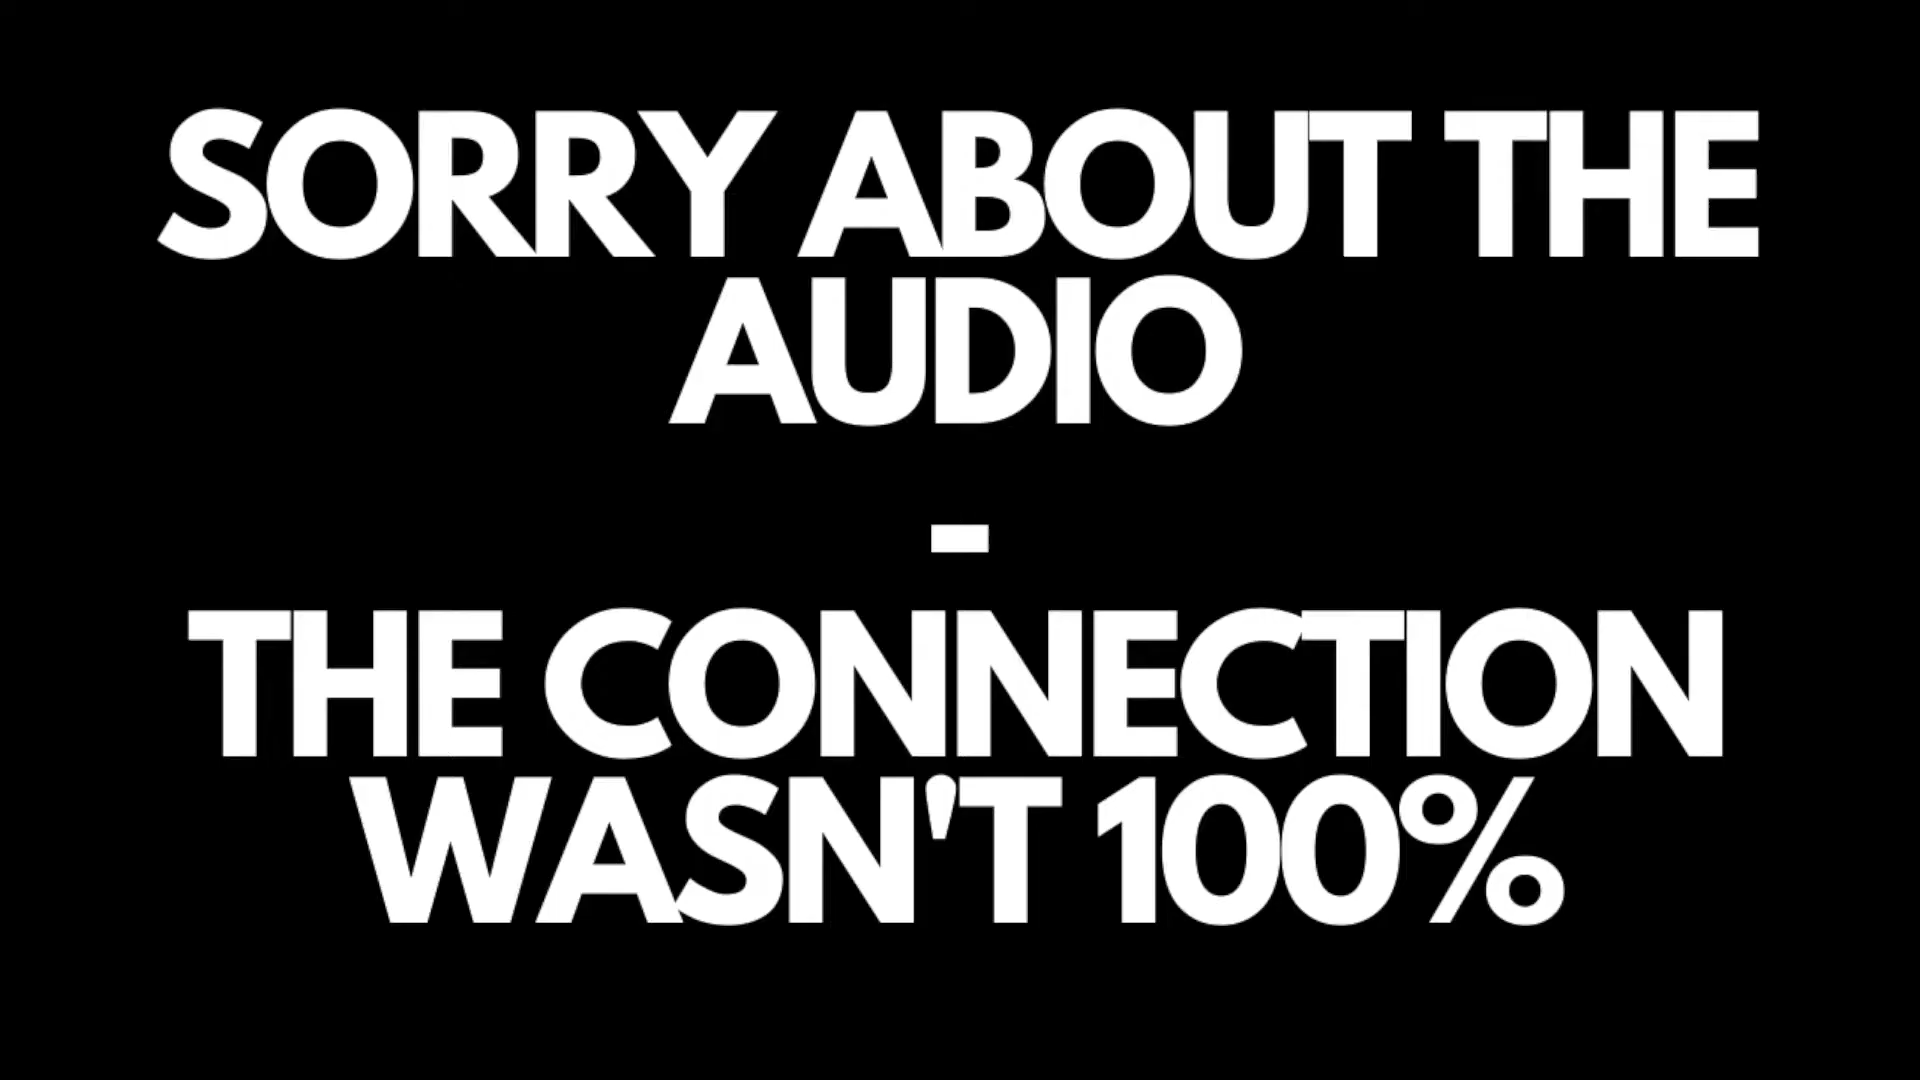 SORRY ABOUT THE
AUDIO
-
THE CONNECTION
WASN'T 100%